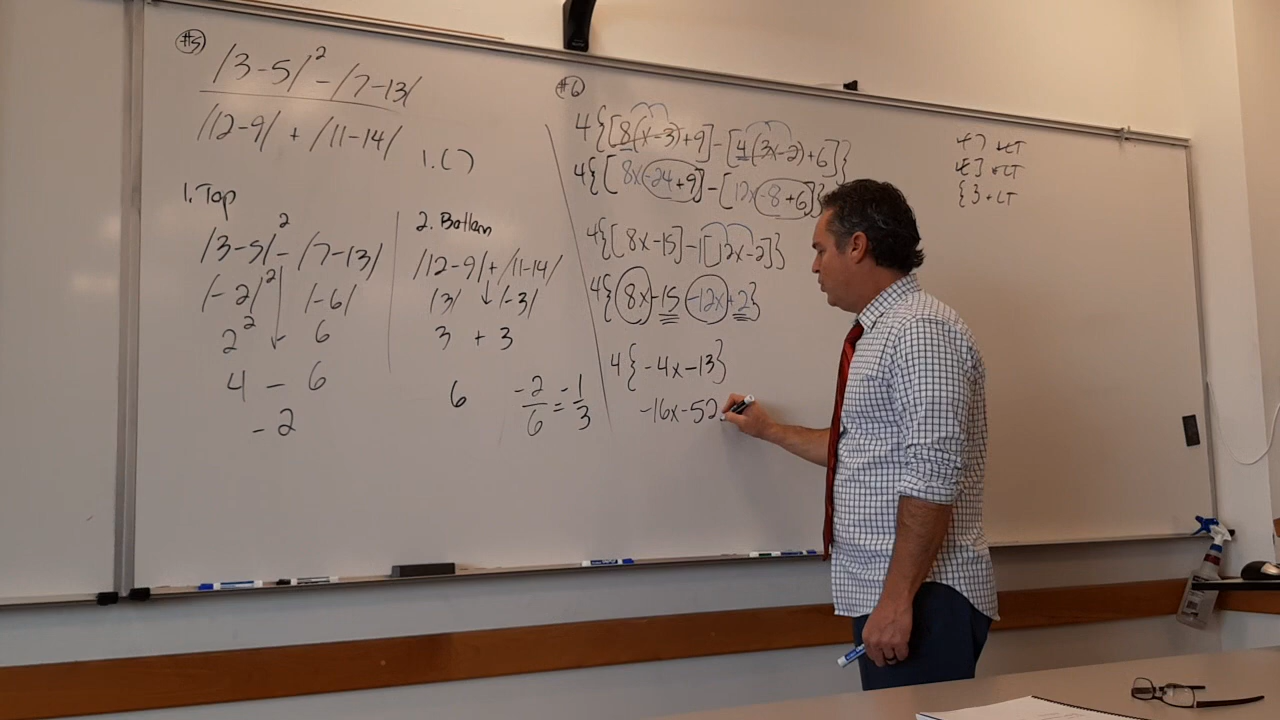 #5
|3-5|² - |7-13|
|12-9| + |11-14|
1. ( )
1. Top
|3-5|² - |7-13|
|-2|² |-6|
2² - 6
4 - 6
-2
2. Bottom
|12-9| + |11-14|
|3| |-3|
3 + 3
6
-2/6 = -1/3
#6
4{[8(x-3)+9]-[4(3x-2)+6]}
4{[8x-24+9]-[12x-8+6]}
4{[8x-15]-1[12x-2]}
4{8x-15-12x+2}
4{-4x-13}
-16x-52